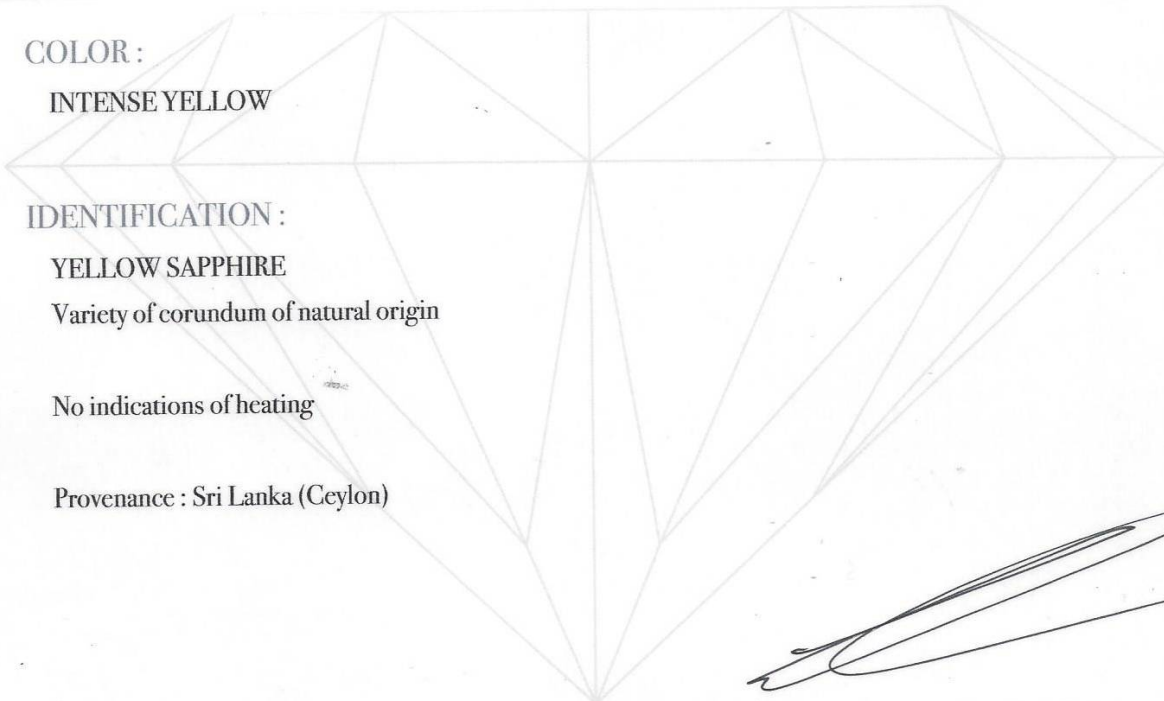 COLOR :
INTENSE YELLOW
IDENTIFICATION :
YELLOW SAPPHIRE
Variety of corundum of natural origin
No indications of heating
Provenance : Sri Lanka (Ceylon)